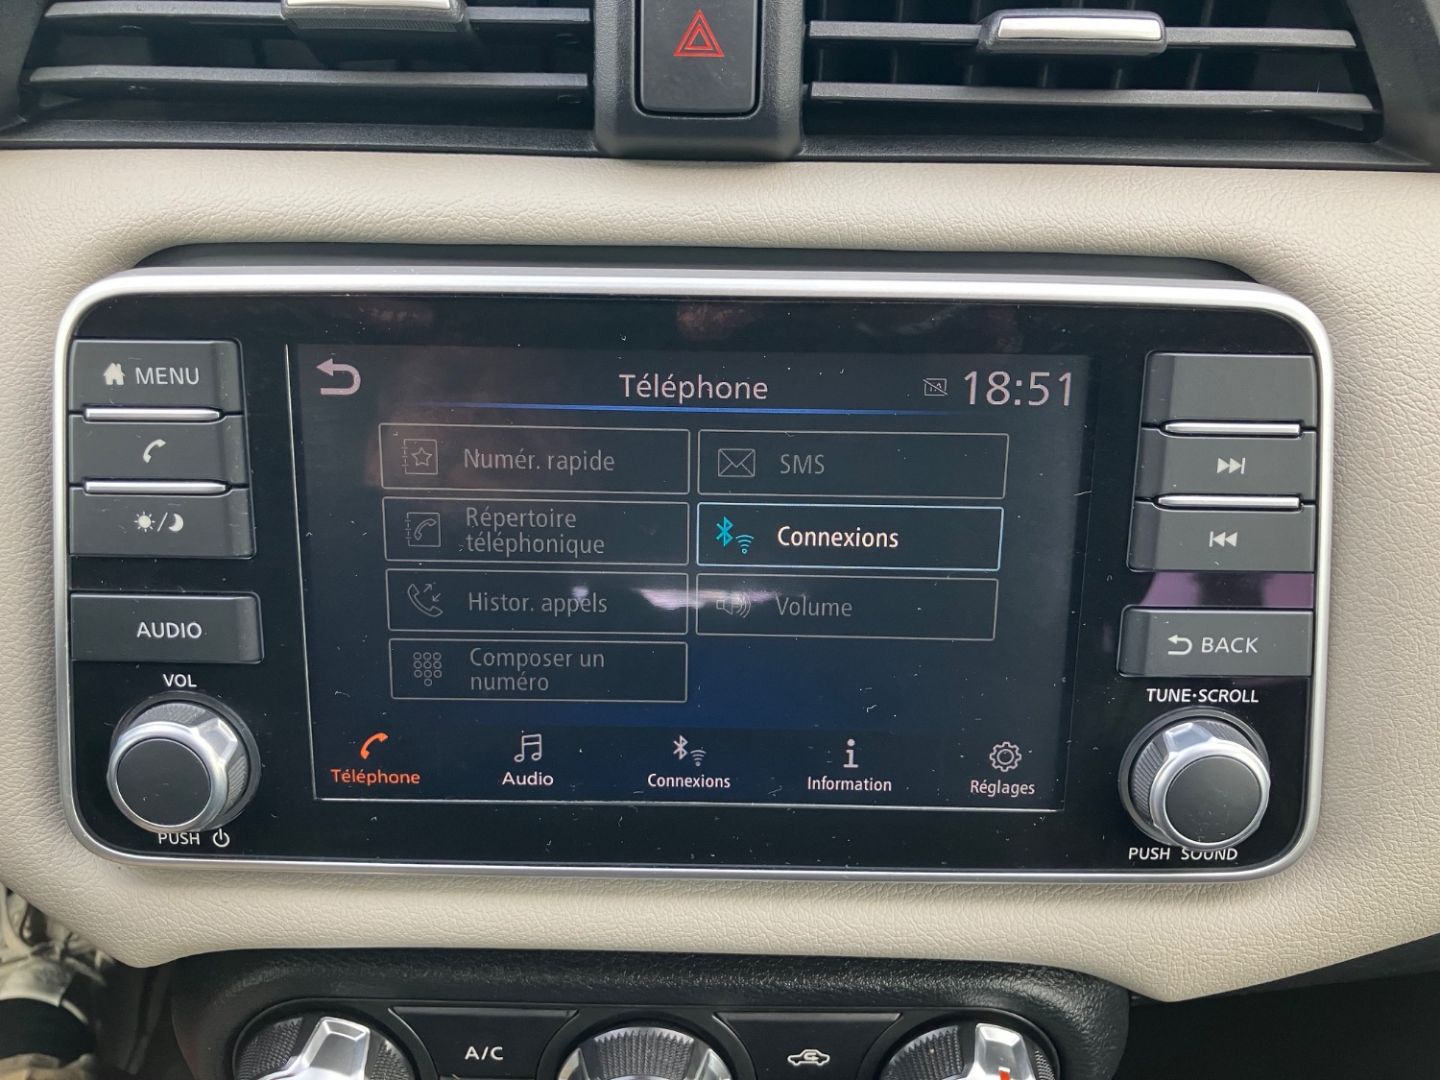 MENU
AUDIO
VOL
PUSH
Téléphone
TA
18:51
Numér. rapide
SMS
Répertoire
téléphonique
Connexions
Histor. appels
Volume
Composer un
numéro
Téléphone
Audio
Connexions
Information
Réglages
BACK
TUNE·SCROLL
PUSH SOUND
A/C